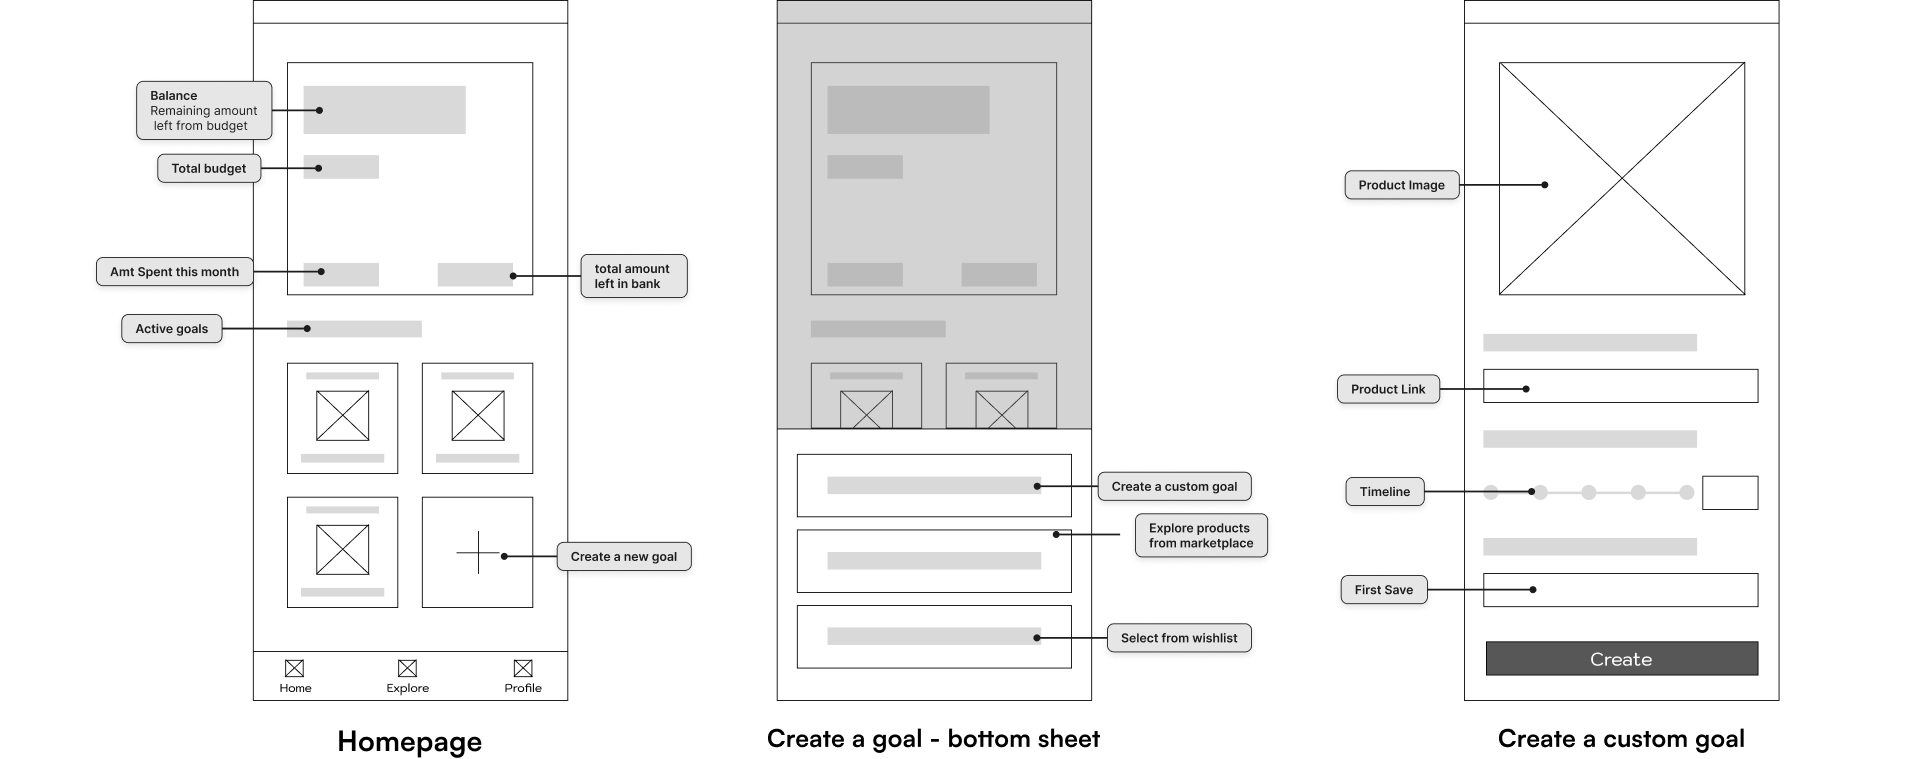 Balance
Remaining amount
left from budget
Total budget
Amt Spent this month
total amount
left in bank
Active goals
Create a new goal
Home
Explore
Profile
Homepage
Create a custom goal
Explore products
from marketplace
Select from wishlist
Create a goal - bottom sheet
Product Image
Product Link
Timeline
First Save
Create
Create a custom goal